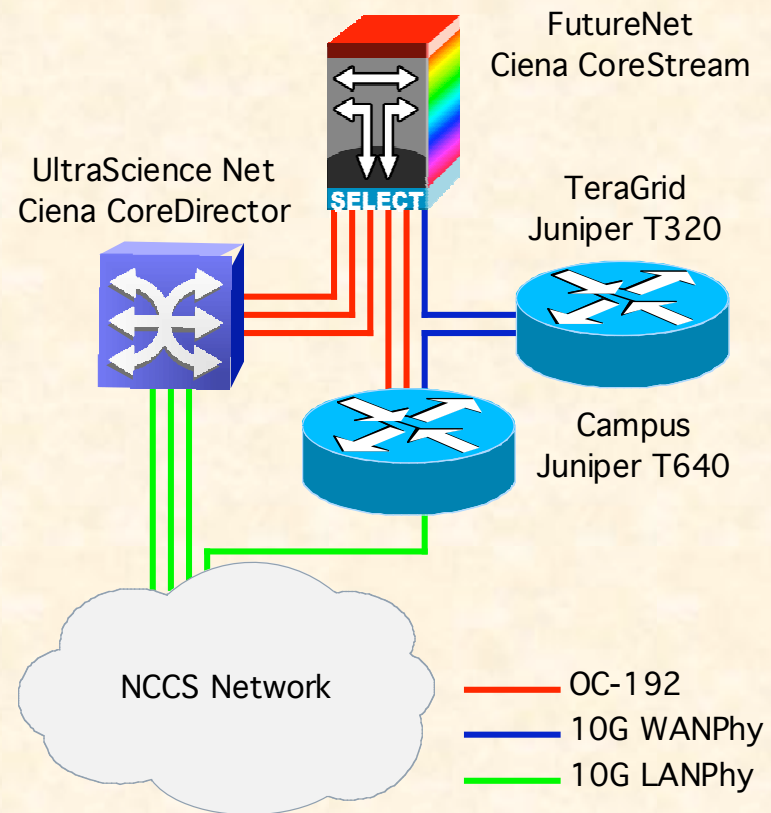 FutureNet
Ciena CoreStream
UltraScience Net
Ciena CoreDirector
SELECT
TeraGrid
Juniper T320
Campus
Juniper T640
NCCS Network
OC-192
10G WANPhy
10G LANPhy